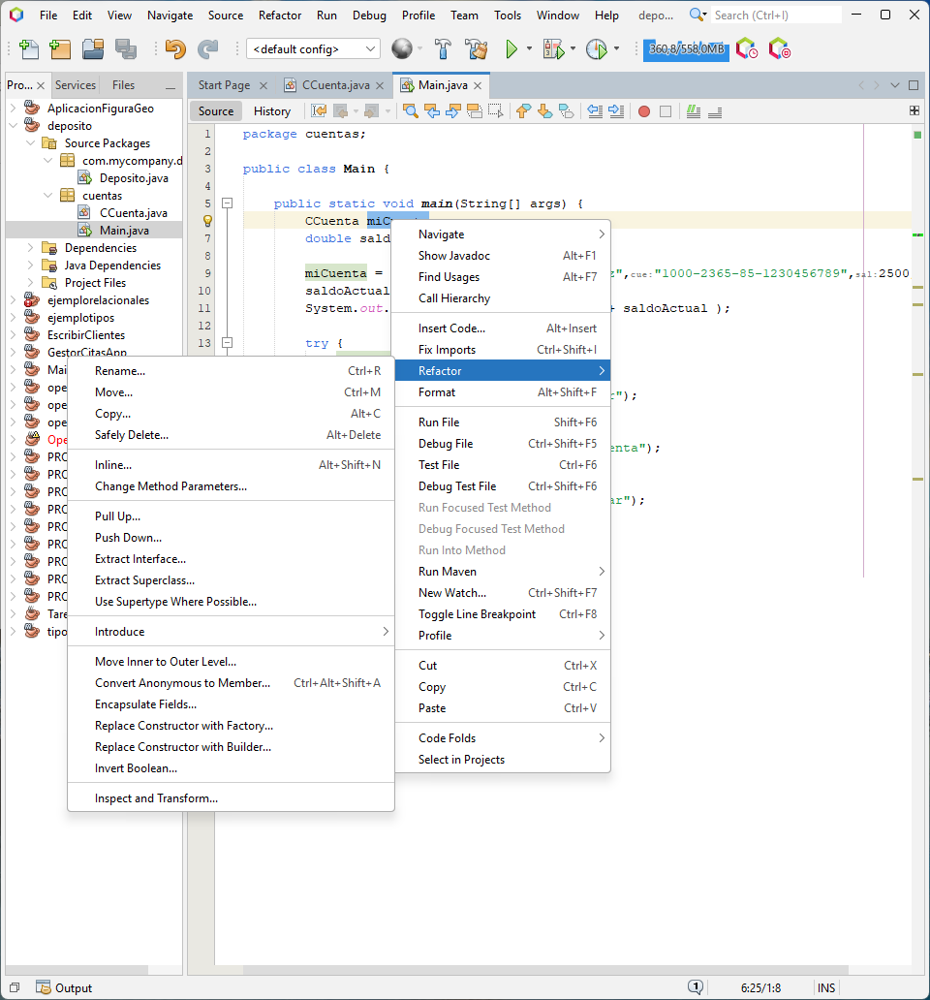 File Edit View Navigate Source Refactor Run Debug Profile Team Tools Window Help depo... Search (Ctrl+I)
<default config> 360,8/558,0MB
Pro... Services Files
Start Page CCuenta.java Main.java
Source History
AplicacionFiguraGeo
deposito
Source Packages
com.mycompany.d
Deposito.java
cuentas
CCuenta.java
Main.java
Dependencies
Java Dependencies
Project Files
ejemplorelacionales
ejemplotipos
EscribirClientes
GestorCitasApp
Mai
ope
ope
ope
Ope
PRC
PRC
PRC
PRC
PRC
PRC
PRC
PRC
PRC
Tare
tipo
1 package cuentas;
2
3 public class Main {
4
5 public static void main(String[] args) {
CCuenta miCuenta
7 double sald
8
9 miCuenta = z",cue:"1000-2365-85-1230456789",sal:2500
10 saldoActual
11 System.out. + saldoActual );
12
13 try {
r");
enta");
ar");
Navigate
Show Javadoc Alt+F1
Find Usages Alt+F7
Call Hierarchy
Insert Code... Alt+Insert
Fix Imports Ctrl+Shift+I
Refactor
Format Alt+Shift+F
Run File Shift+F6
Debug File Ctrl+Shift+F5
Test File Ctrl+F6
Debug Test File Ctrl+Shift+F6
Run Focused Test Method
Debug Focused Test Method
Run Into Method
Run Maven
New Watch... Ctrl+Shift+F7
Toggle Line Breakpoint Ctrl+F8
Profile
Cut Ctrl+X
Copy Ctrl+C
Paste Ctrl+V
Code Folds
Select in Projects
Rename... Ctrl+R
Move... Ctrl+M
Copy... Alt+C
Safely Delete... Alt+Delete
Inline... Alt+Shift+N
Change Method Parameters...
Pull Up...
Push Down...
Extract Interface...
Extract Superclass...
Use Supertype Where Possible...
Introduce
Move Inner to Outer Level...
Convert Anonymous to Member... Ctrl+Alt+Shift+A
Encapsulate Fields...
Replace Constructor with Factory...
Replace Constructor with Builder...
Invert Boolean...
Inspect and Transform...
Output 1 6:25/1:8 INS